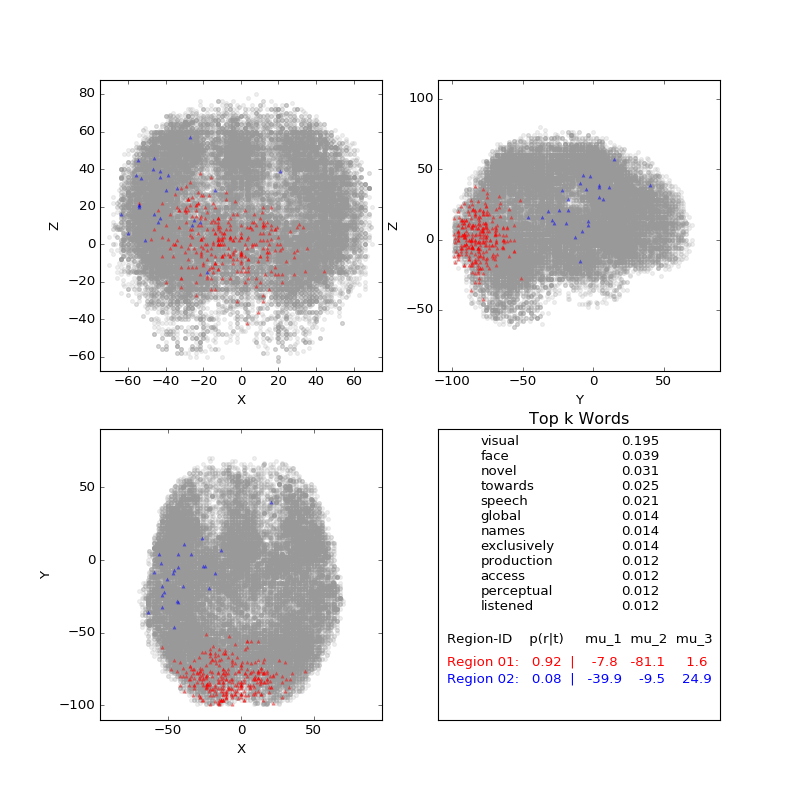 80
60
40
20
0
−20
−40
−60
Z
−60 −40 −20 0 20 40 60
X
100
50
0
−50
Z
−100 −50 0 50
Y
50
0
−50
−100
Y
−50 0 50
X
Top k Words
visual 0.195
face 0.039
novel 0.031
towards 0.025
speech 0.021
global 0.014
names 0.014
exclusively 0.014
production 0.012
access 0.012
perceptual 0.012
listened 0.012
Region-ID p(r|t) mu_1 mu_2 mu_3
Region 01: 0.92 | -7.8 -81.1 1.6
Region 02: 0.08 | -39.9 -9.5 24.9